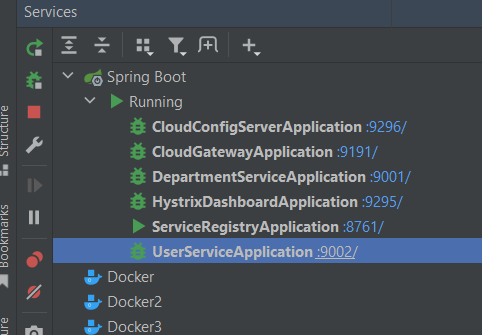 Services
Spring Boot
Running
CloudConfigServerApplication :9296/
CloudGatewayApplication :9191/
DepartmentServiceApplication :9001/
HystrixDashboardApplication :9295/
ServiceRegistryApplication :8761/
UserServiceApplication :9002/
Docker
Docker2
Docker3
Structure
Bookmarks